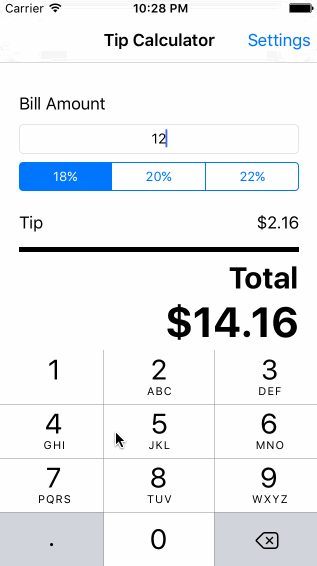 Carrier 10:28 PM
Tip Calculator Settings
Bill Amount
12
18% 20% 22%
Tip $2.16
Total
$14.16
1 2 3
ABC DEF
4 5 6
GHI JKL MNO
7 8 9
PQRS TUV WXYZ
. 0